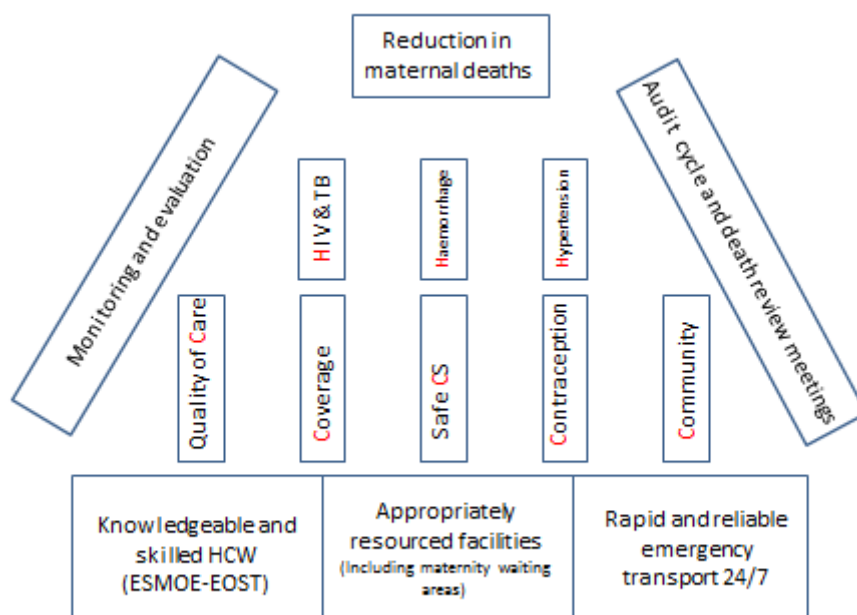 Reduction in
maternal deaths
Monitoring and evaluation
Audit cycle and death review meetings
HIV & TB
Haemorrhage
Hypertension
Quality of Care
Coverage
Safe CS
Contraception
Community
Knowledgeable and
skilled HCW
(ESMOE-EOST)
Appropriately
resourced facilities
(Including maternity waiting
areas)
Rapid and reliable
emergency
transport 24/7